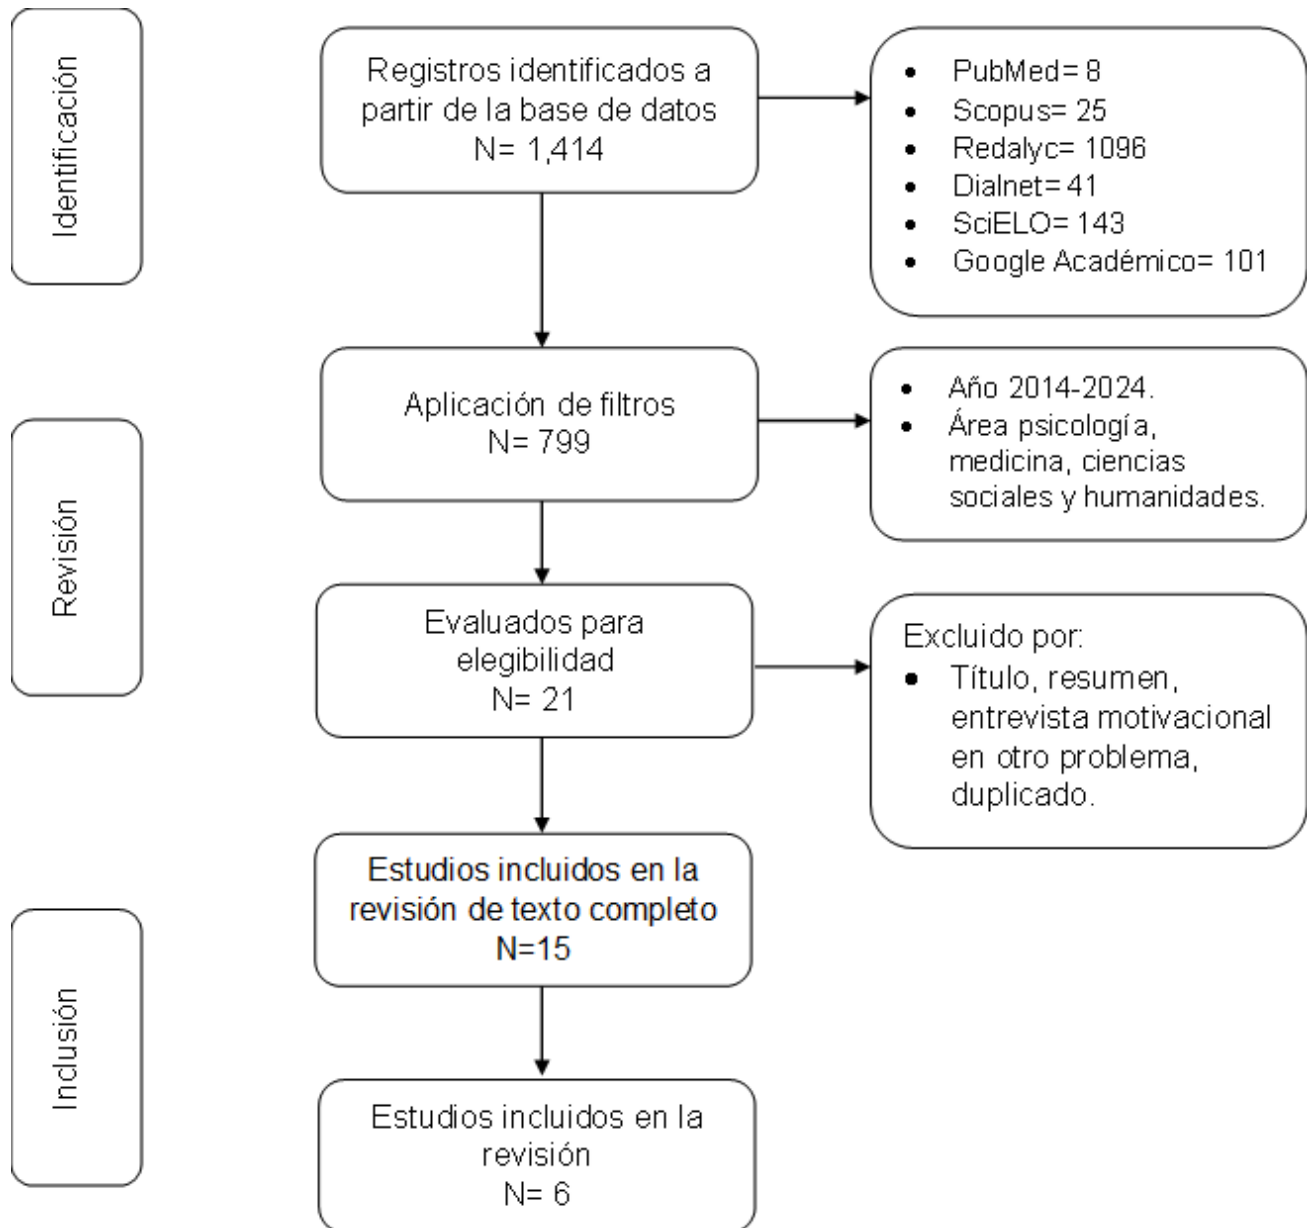 Identificación
Registros identificados a
partir de la base de datos
N= 1,414
• PubMed= 8
• Scopus= 25
• Redalyc= 1096
• Dialnet= 41
• SciELO= 143
• Google Académico= 101
Revisión
Aplicación de filtros
N= 799
• Año 2014-2024.
• Área psicología,
medicina, ciencias
sociales y humanidades.
Evaluados para
elegibilidad
N= 21
Excluido por:
• Título, resumen,
entrevista motivacional
en otro problema,
duplicado.
Inclusión
Estudios incluidos en la
revisión de texto completo
N=15
Estudios incluidos en la
revisión
N= 6